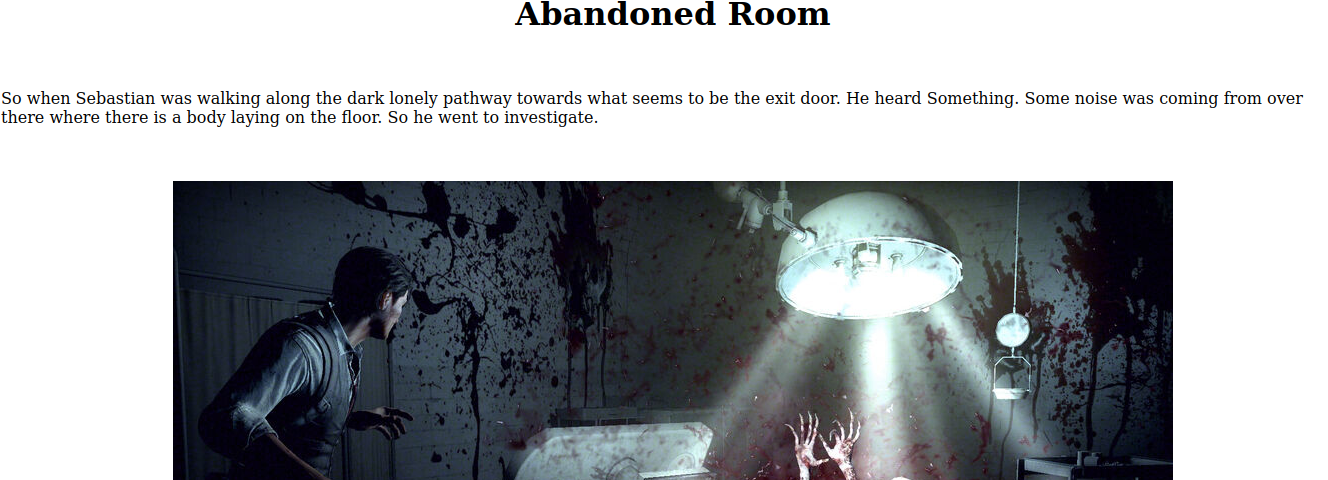 Abandoned Room
So when Sebastian was walking along the dark lonely pathway towards what seems to be the exit door. He heard Something. Some noise was coming from over
there where there is a body laying on the floor. So he went to investigate.